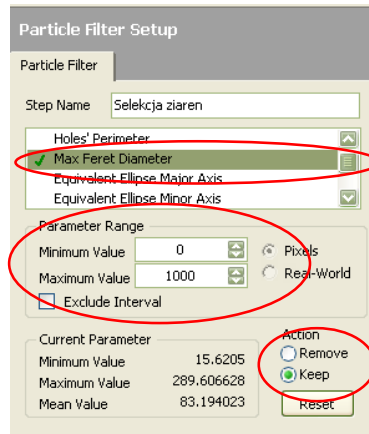 Particle Filter Setup
Particle Filter
Step Name Selekcja ziaren
Holes' Perimeter
Max Feret Diameter
Equivalent Ellipse Major Axis
Equivalent Ellipse Minor Axis
Parameter Range
Minimum Value 0 Pixels
Maximum Value 1000 Real-World
Exclude Interval
Current Parameter Action
Minimum Value 15.6205 Remove
Maximum Value 289.606628 Keep
Mean Value 83.194023 Reset